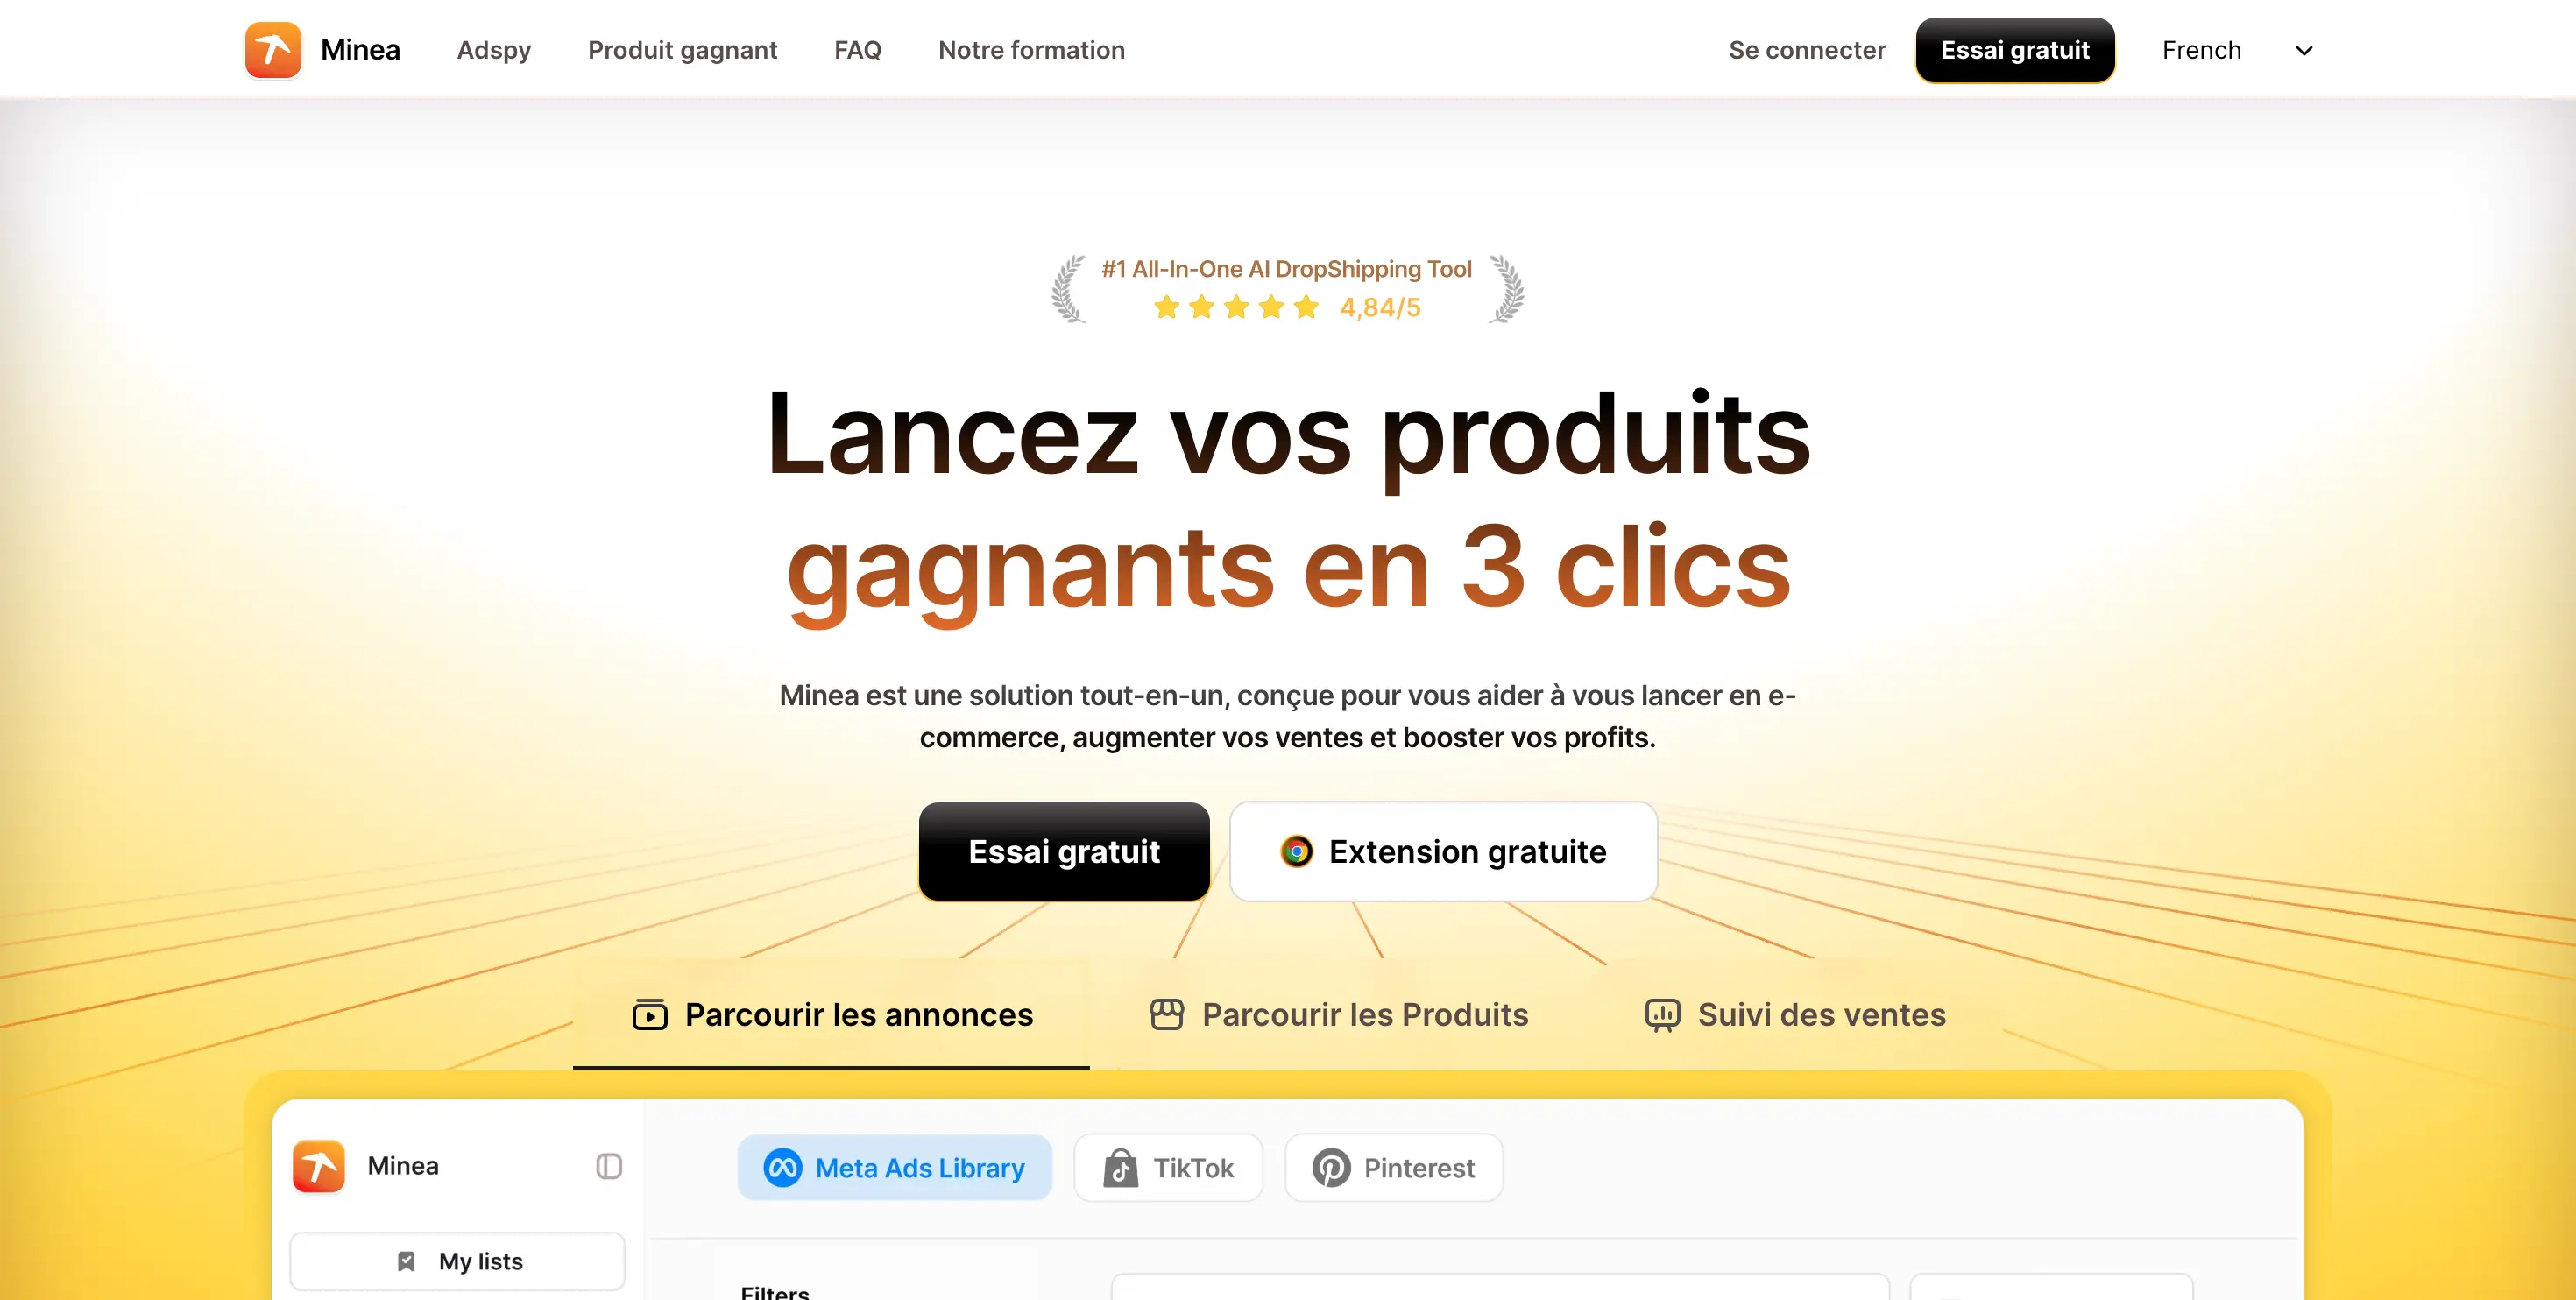 Minea
Adspy
Produit gagnant
FAQ
Notre formation
Se connecter
Essai gratuit
French
#1 All-In-One AI DropShipping Tool
4,84/5
Lancez vos produits
gagnants en 3 clics
Minea est une solution tout-en-un, conçue pour vous aider à vous lancer en e-
commerce, augmenter vos ventes et booster vos profits.
Essai gratuit
Extension gratuite
Parcourir les annonces
Parcourir les Produits
Suivi des ventes
Minea
Meta Ads Library
TikTok
Pinterest
My lists
Filters